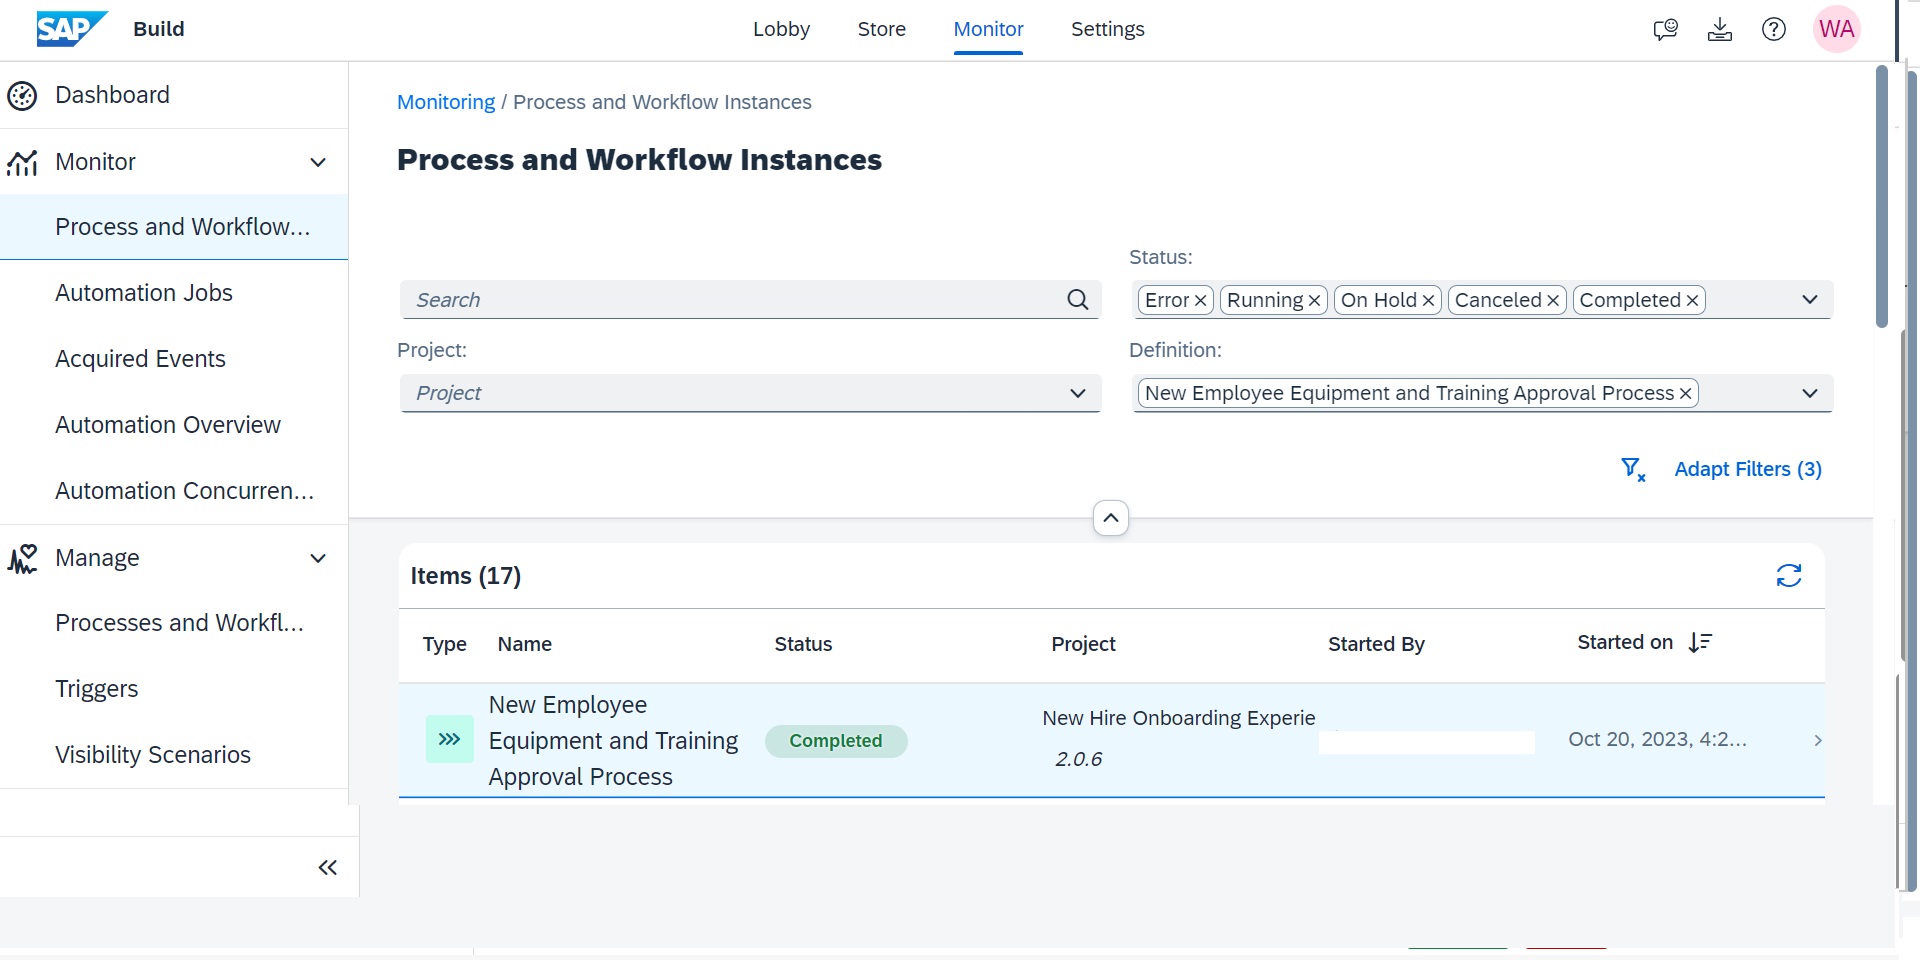 SAP Build Lobby Store Monitor Settings WA
Dashboard
Monitor
Process and Workflow...
Automation Jobs
Acquired Events
Automation Overview
Automation Concurren...
Manage
Processes and Workfl...
Triggers
Visibility Scenarios
Monitoring / Process and Workflow Instances
Process and Workflow Instances
Search
Status:
Error Running On Hold Canceled Completed
Project:
Project
Definition:
New Employee Equipment and Training Approval Process
Adapt Filters (3)
Items (17)
Type Name Status Project Started By Started on
New Employee
Equipment and Training
Approval Process
Completed
New Hire Onboarding Experie
2.0.6
Oct 20, 2023, 4:2...